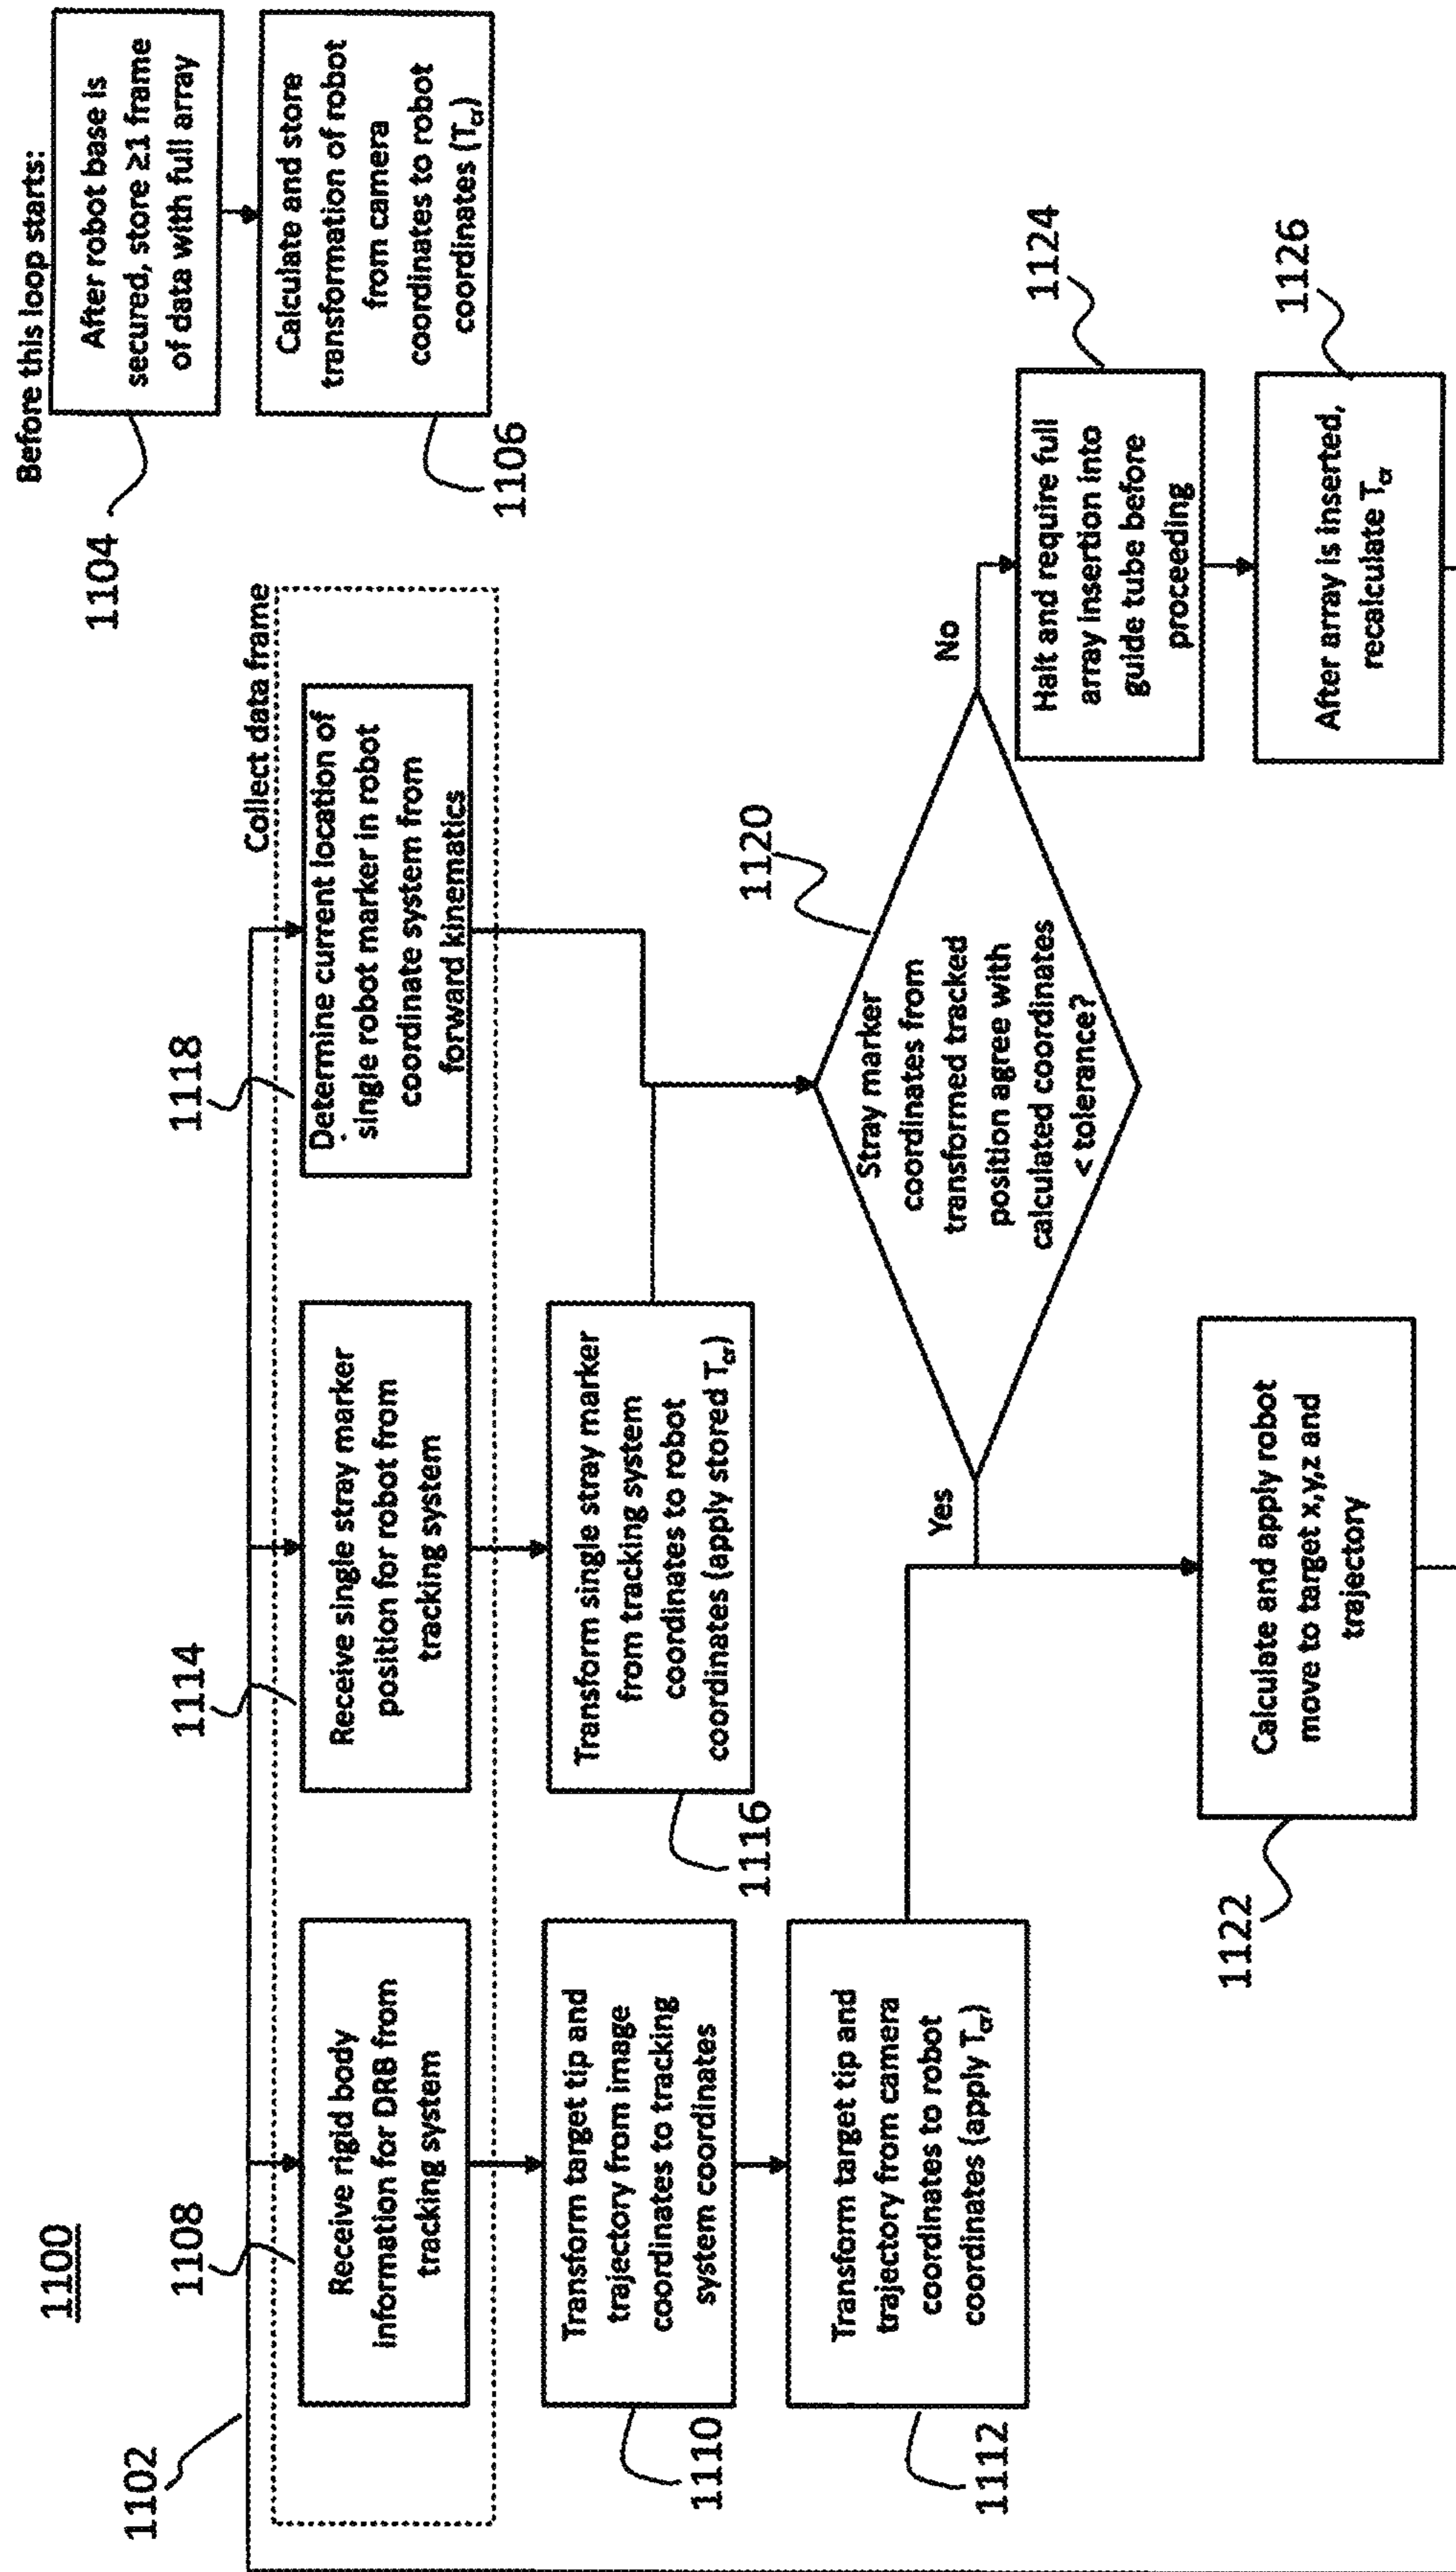 1100
Before this loop starts:
1104
After robot base is
secured, store ≥1 frame
of data with full array
1106
Calculate and store
transformation of robot
from camera
coordinates to robot
coordinates (Tcr)
1102
Collect data frame
1108
Receive rigid body
information for DRB from
tracking system
1114
Receive single stray marker
position for robot from
tracking system
1118
Determine current location of
single robot marker in robot
coordinate system from
forward kinematics
1110
Transform target tip and
trajectory from image
coordinates to tracking
system coordinates
1116
Transform single stray marker
from tracking system
coordinates to robot
coordinates (apply stored Tcr)
1112
Transform target tip and
trajectory from camera
coordinates to robot
coordinates (apply Tcr)
1120
Stray marker
coordinates from
transformed tracked
position agree with
calculated coordinates
< tolerance?
Yes
No
1122
Calculate and apply robot
move to target x,y,z and
trajectory
1124
Halt and require full
array insertion into
guide tube before
proceeding
1126
After array is inserted,
recalculate Tcr